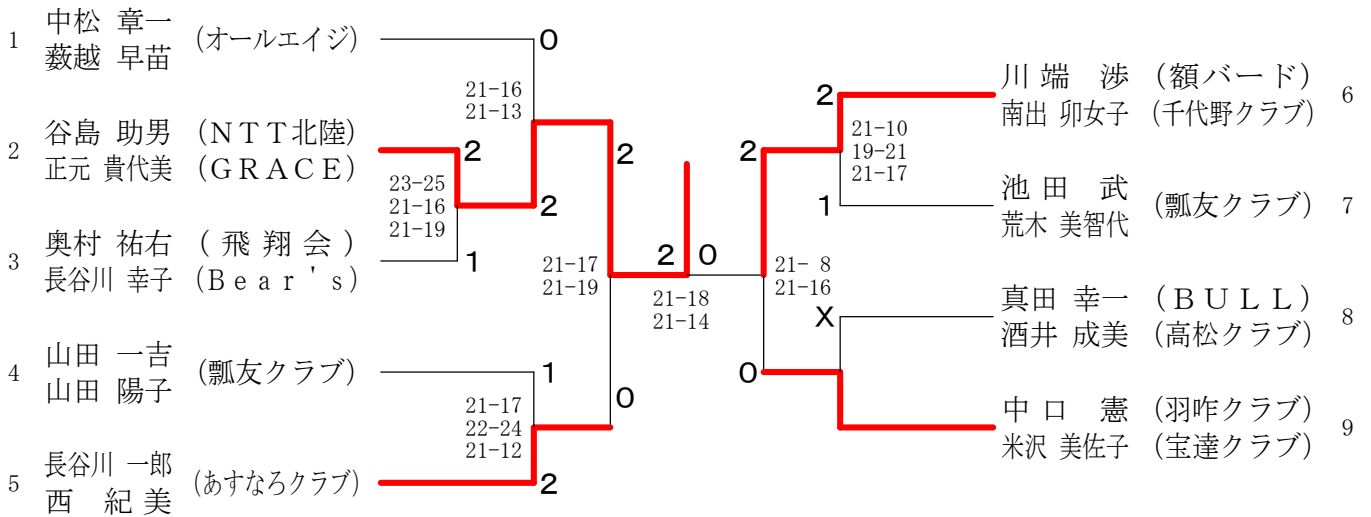 1 中松 章一 (オールエイジ)
藪越 早苗
0
21-16
21-13
2 谷島 助男 (NTT北陸)
正元 貴代美 (GRACE)
2
23-25
21-16
21-19
2
3 奥村 祐右 (飛翔会)
長谷川 幸子 (Bear's)
1
2
21-17
21-19
4 山田 一吉 (瓢友クラブ)
山田 陽子
1
21-17
22-24
21-12
0
5 長谷川 一郎 (あすなろクラブ)
西 紀美
2
2 0
21-18
21-14
川端 渉 (額バード) 6
南出 卯女子 (千代野クラブ)
2
21-10
19-21
21-17
2
池田 武 (瓢友クラブ) 7
荒木 美智代
1
21- 8
21-16
真田 幸一 (BULL) 8
酒井 成美 (高松クラブ)
X
0
中口 憲 (羽咋クラブ) 9
米沢 美佐子 (宝達クラブ)